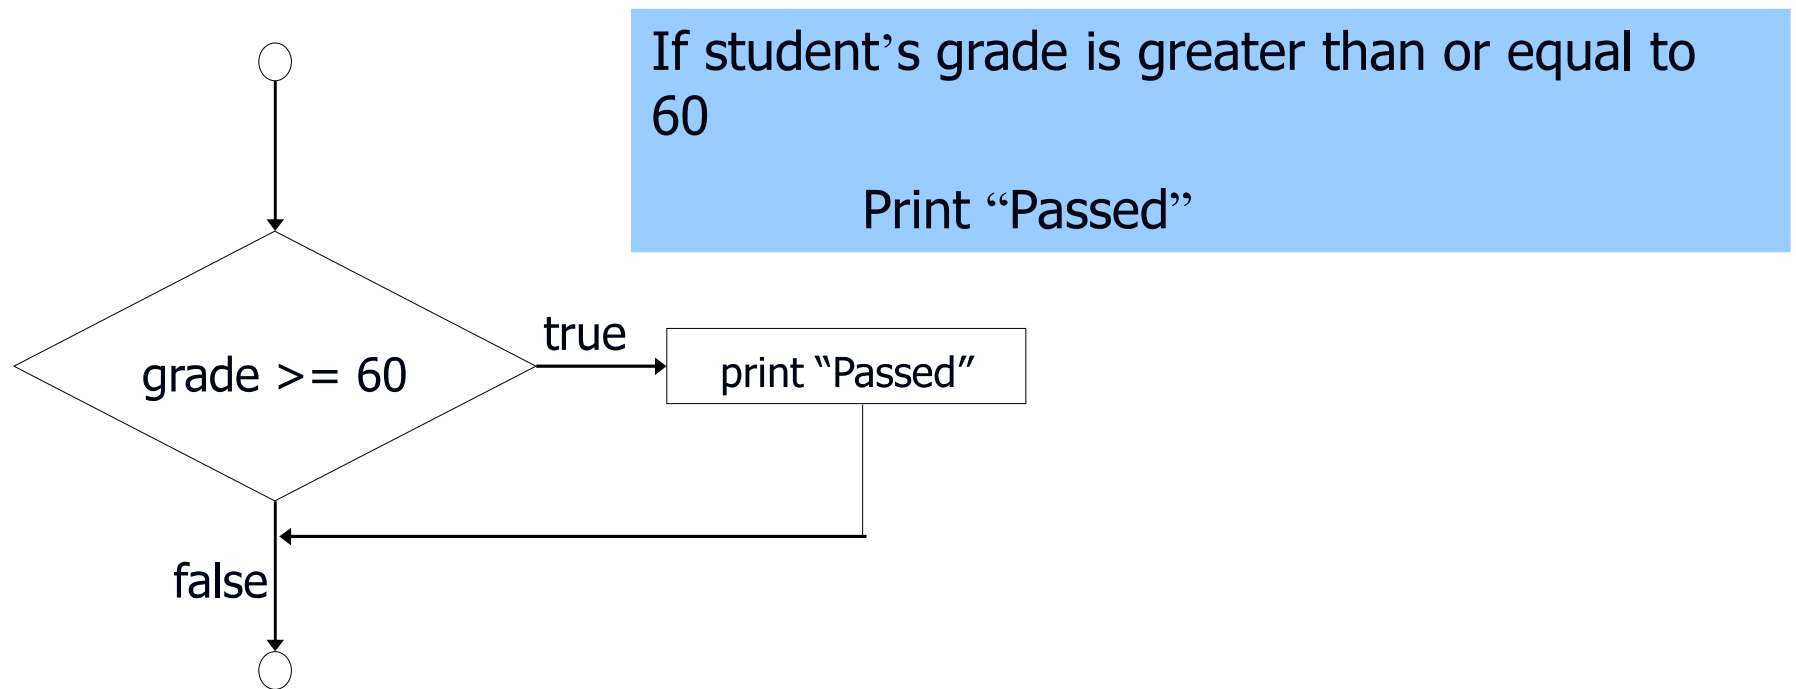 If student’s grade is greater than or equal to
60
Print “Passed”
true
grade >= 60
print “Passed”
false